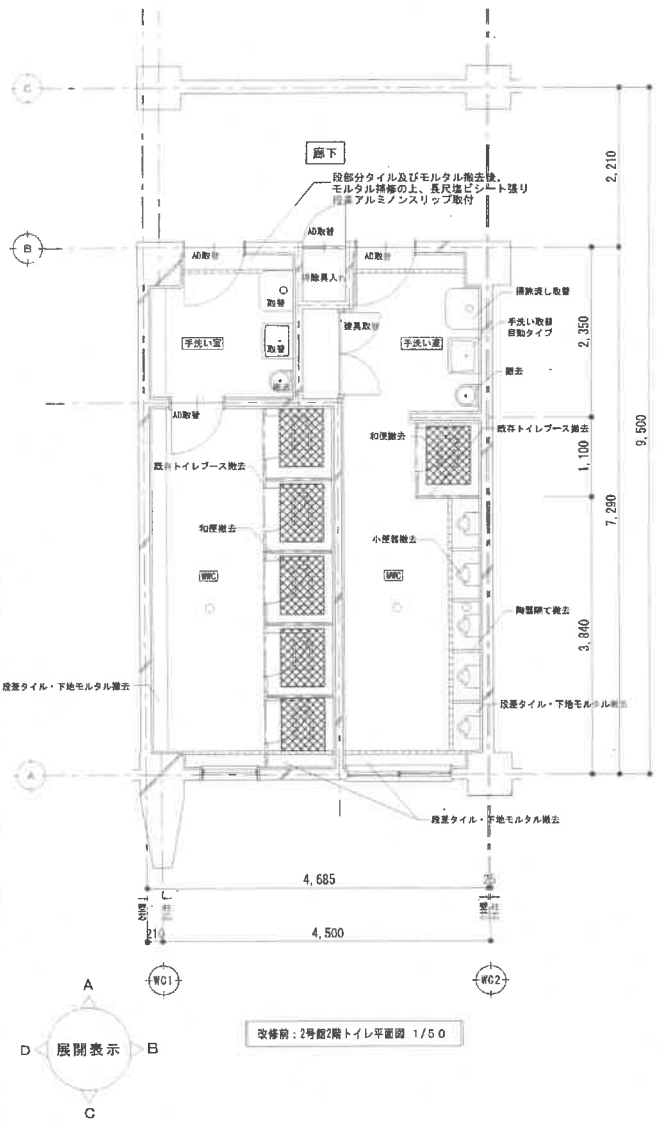 C
廊下
段部分タイル及びモルタル撤去後、
モルタル補修の上、長尺塩ビシート張り
段差アルミノンスリップ取付
2,210
B
AD取替
AD取替
AD取替
掃除具入れ
取替
掃除流し取替
手洗い室
取替
建具取替
手洗い室
手洗い取替
自動タイプ
2,350
撤去
AD取替
和便撤去
既存トイレブース撤去
1,100
9,500
既存トイレブース撤去
7,290
和便撤去
小便器撤去
WWC
MWC
陶器隔て撤去
3,840
段差タイル・下地モルタル撤去
段差タイル・下地モルタル撤去
A
段差タイル・下地モルタル撤去
4,685
210
4,500
WC1
WC2
A
D
展開表示
B
C
改修前:2号館2階トイレ平面図 1/50